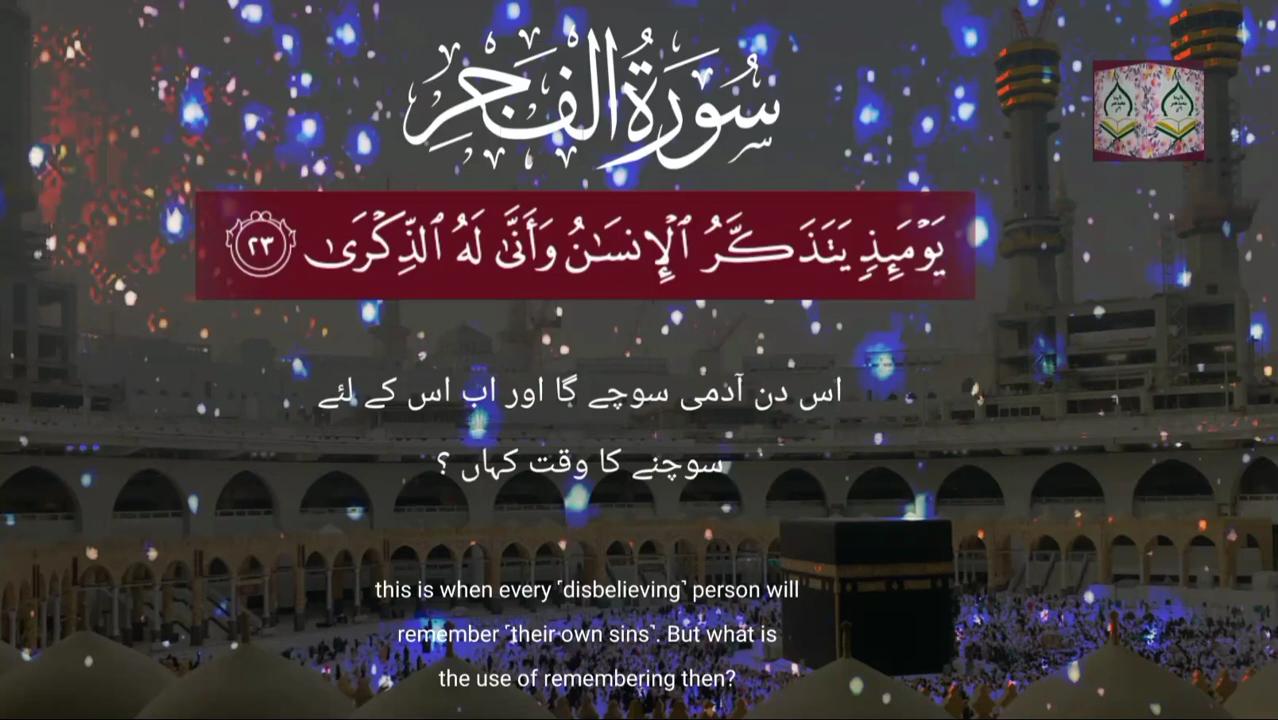 سُورَةُ الفَجْرِ
يَوْمَئِذٍ يَتَذَكَّرُ ٱلْإِنسَـٰنُ وَأَنَّىٰ لَهُ ٱلذِّكْرَىٰ ٢٣
اس دن آدمی سوچے گا اور اب اس کے لئے
سوچنے کا وقت کہاں ؟
this is when every ˹disbelieving˺ person will
remember ˹their own sins˺. But what is
the use of remembering then?